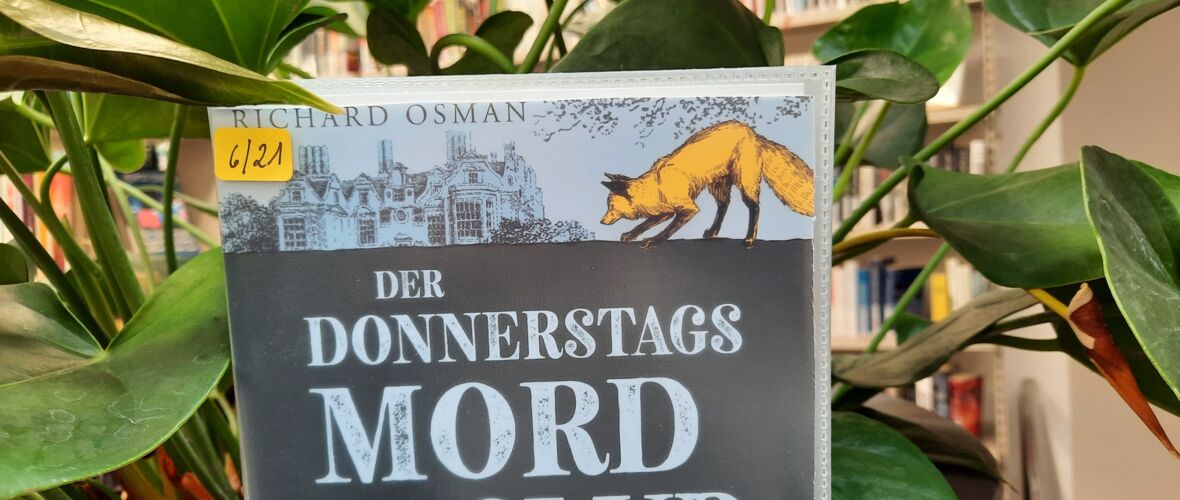 RICHARD OSMAN
6/21
DER
DONNERSTAGS
MORD